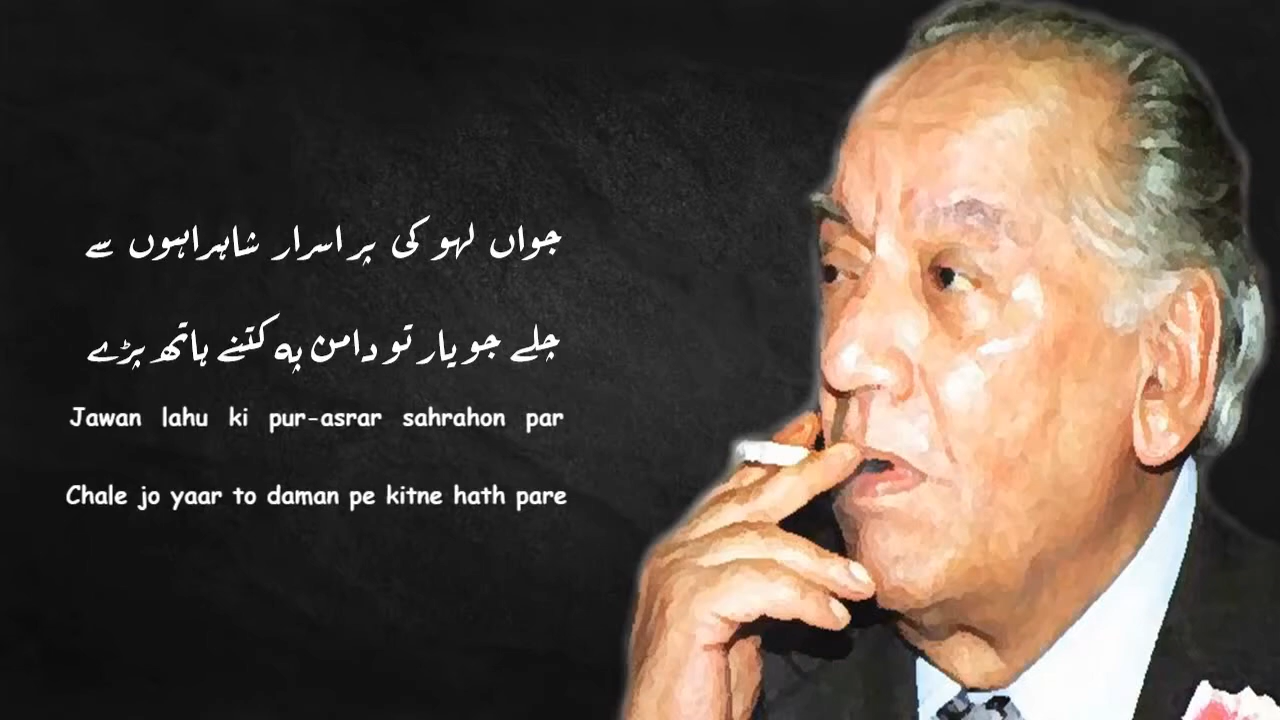 جواں لہو کی پر اسرار شاہراہوں سے
چلے جو یار تو دامن پہ کتنے ہاتھ پڑے
Jawan lahu ki pur-asrar sahrahon par
Chale jo yaar to daman pe kitne hath pare